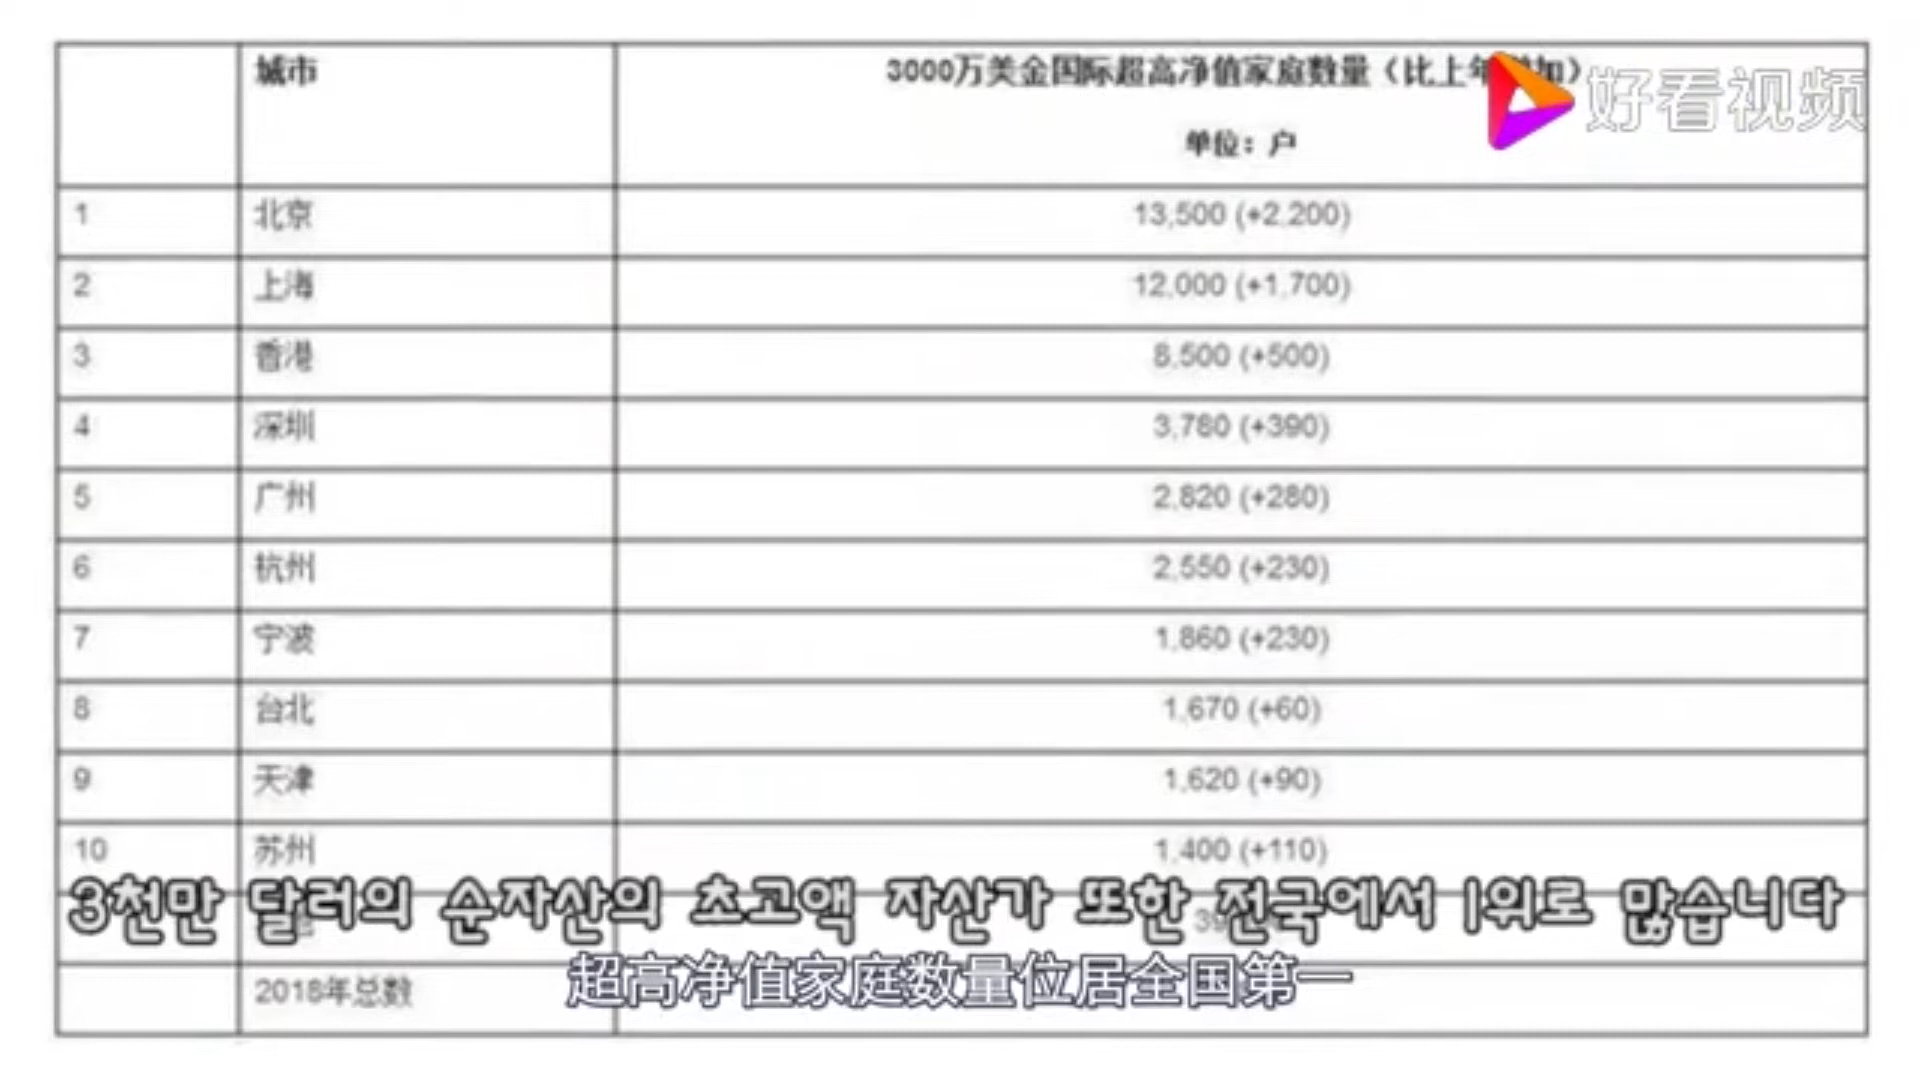 城市
3000万美金国际超高净值家庭数量（比上年增加）
好看视频
单位：户
1 北京 13,500 (+2,200)
2 上海 12,000 (+1,700)
3 香港 8,500 (+500)
4 深圳 3,780 (+390)
5 广州 2,820 (+280)
6 杭州 2,550 (+230)
7 宁波 1,860 (+230)
8 台北 1,670 (+60)
9 天津 1,620 (+90)
10 苏州 1,400 (+110)
3천만 달러의 순자산의 초고액 자산가 또한 전국에서 1위로 많습니다
超高净值家庭数量位居全国第一
2018年总数